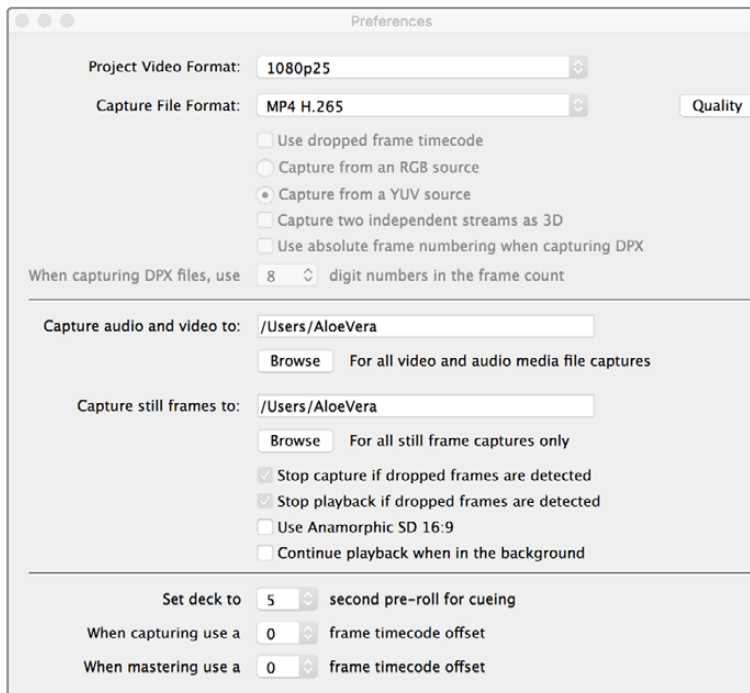 Preferences
Project Video Format: 1080p25
Capture File Format: MP4 H.265 Quality
Use dropped frame timecode
Capture from an RGB source
Capture from a YUV source
Capture two independent streams as 3D
Use absolute frame numbering when capturing DPX
When capturing DPX files, use 8 digit numbers in the frame count
Capture audio and video to: /Users/AloeVera
Browse For all video and audio media file captures
Capture still frames to: /Users/AloeVera
Browse For all still frame captures only
Stop capture if dropped frames are detected
Stop playback if dropped frames are detected
Use Anamorphic SD 16:9
Continue playback when in the background
Set deck to 5 second pre-roll for cueing
When capturing use a 0 frame timecode offset
When mastering use a 0 frame timecode offset